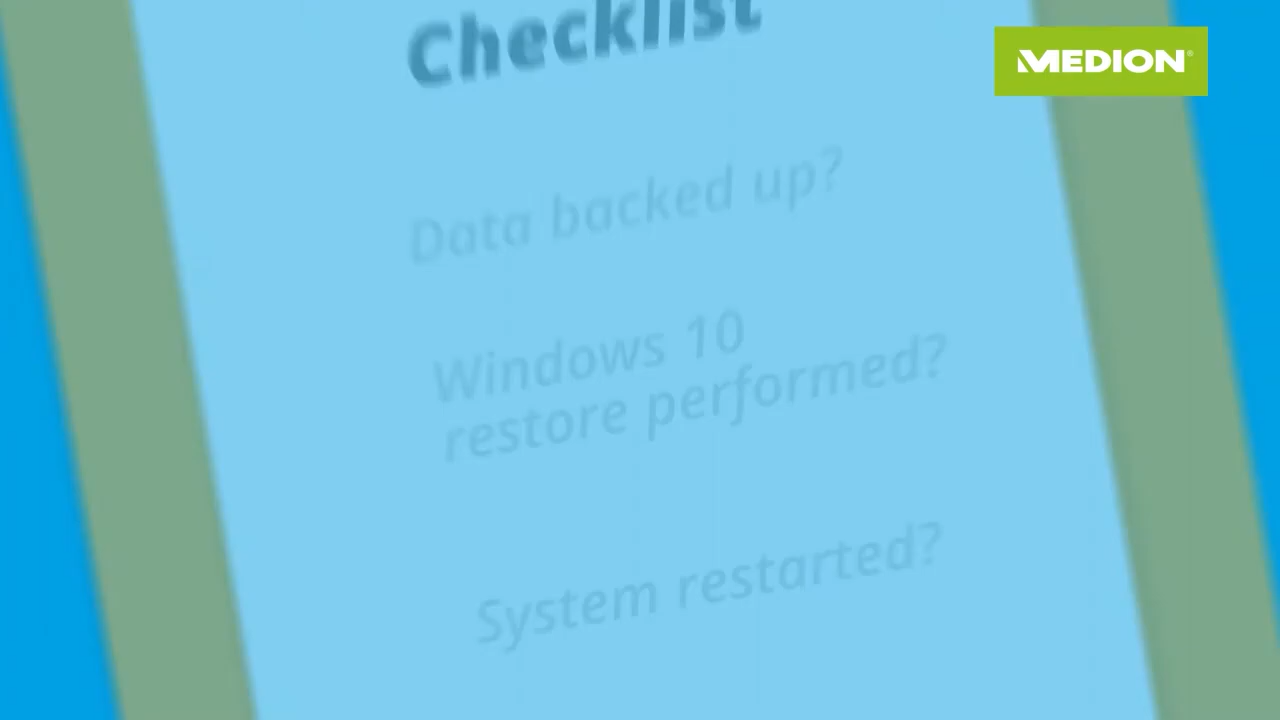 Checklist
MEDION®
Data backed up?
Windows 10
restore performed?
System restarted?